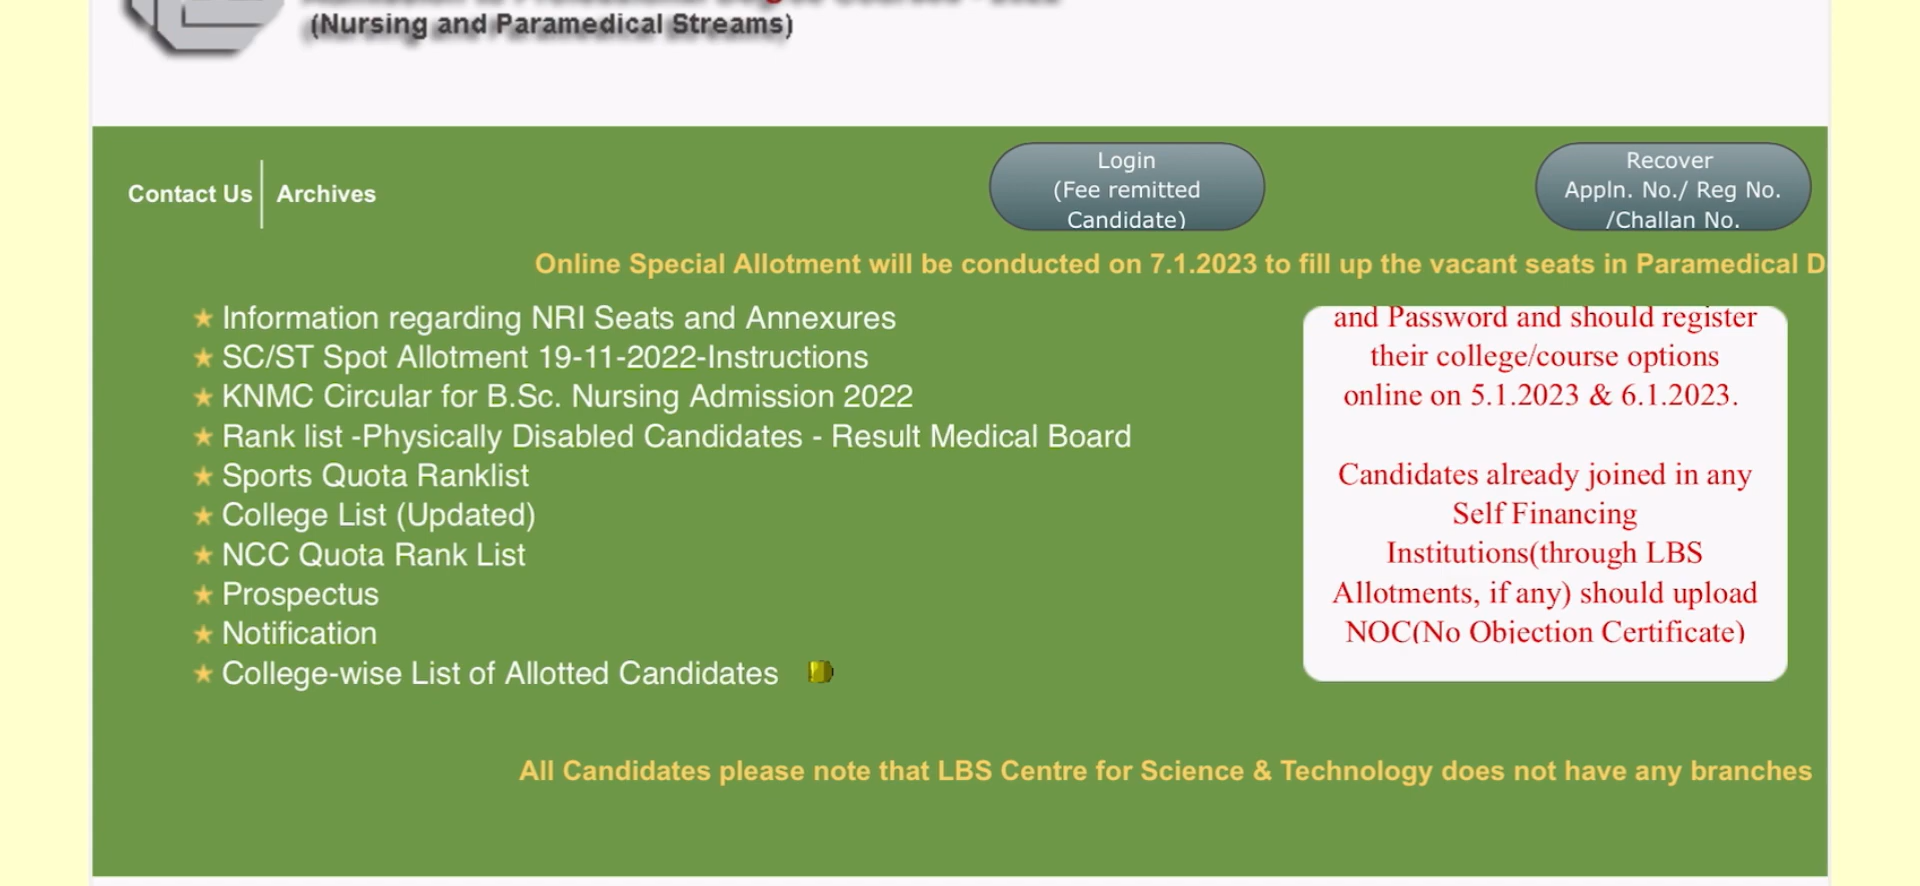 (Nursing and Paramedical Streams)
Contact Us
Archives
Login
(Fee remitted
Candidate)
Recover
Appln. No./ Reg No.
/Challan No.
Online Special Allotment will be conducted on 7.1.2023 to fill up the vacant seats in Paramedical D
Information regarding NRI Seats and Annexures
SC/ST Spot Allotment 19-11-2022-Instructions
KNMC Circular for B.Sc. Nursing Admission 2022
Rank list -Physically Disabled Candidates - Result Medical Board
Sports Quota Ranklist
College List (Updated)
NCC Quota Rank List
Prospectus
Notification
College-wise List of Allotted Candidates
and Password and should register
their college/course options
online on 5.1.2023 & 6.1.2023.
Candidates already joined in any
Self Financing
Institutions(through LBS
Allotments, if any) should upload
NOC(No Objection Certificate)
All Candidates please note that LBS Centre for Science & Technology does not have any branches